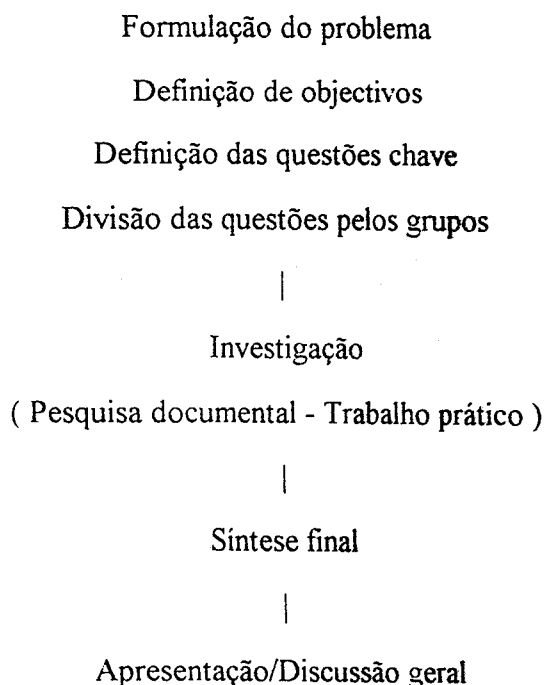 Formulação do problema
Definição de objectivos
Definição das questões chave
Divisão das questões pelos grupos
|
Investigação
( Pesquisa documental - Trabalho prático )
|
Síntese final
|
Apresentação/Discussão geral